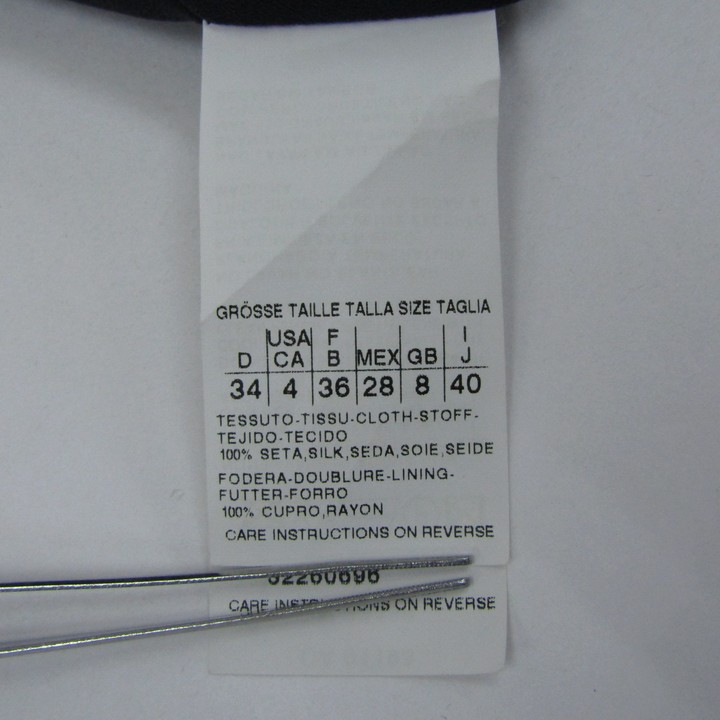 GRÖSSE TAILLE TALLA SIZE TAGLIA
USA F I
D CA B MEX GB J
34 4 36 28 8 40
TESSUTO-TISSU-CLOTH-STOFF-
TEJIDO-TECIDO
100% SETA,SILK,SEDA,SOIE,SEIDE
FODERA-DOUBLURE-LINING-
FUTTER-FORRO
100% CUPRO,RAYON
CARE INSTRUCTIONS ON REVERSE
CARE INSTRUCTIONS ON REVERSE